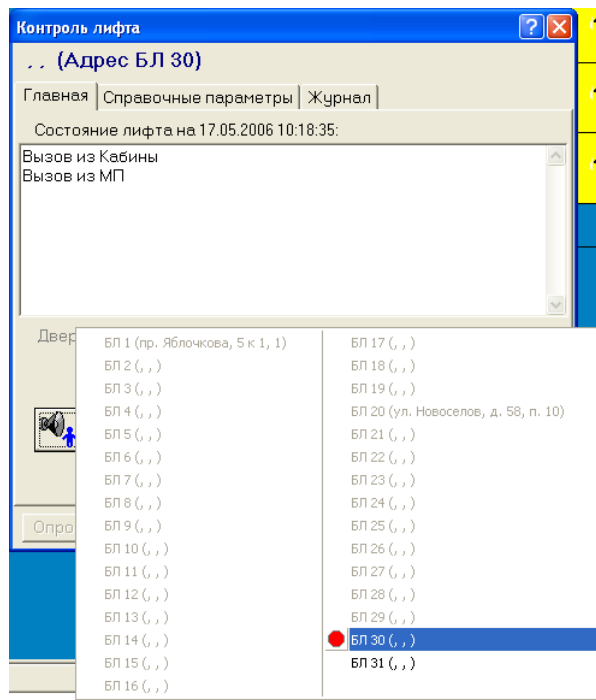 Контроль лифта
, , (Адрес БЛ 30)
Главная Справочные параметры Журнал
Состояние лифта на 17.05.2006 10:18:35:
Вызов из Кабины
Вызов из МП
Двер
Опро
БЛ 1 (пр. Яблочкова, 5 к 1, 1)
БЛ 2 (, , )
БЛ 3 (, , )
БЛ 4 (, , )
БЛ 5 (, , )
БЛ 6 (, , )
БЛ 7 (, , )
БЛ 8 (, , )
БЛ 9 (, , )
БЛ 10 (, , )
БЛ 11 (, , )
БЛ 12 (, , )
БЛ 13 (, , )
БЛ 14 (, , )
БЛ 15 (, , )
БЛ 16 (, , )
БЛ 17 (, , )
БЛ 18 (, , )
БЛ 19 (, , )
БЛ 20 (ул. Новоселов, д. 58, п. 10)
БЛ 21 (, , )
БЛ 22 (, , )
БЛ 23 (, , )
БЛ 24 (, , )
БЛ 25 (, , )
БЛ 26 (, , )
БЛ 27 (, , )
БЛ 28 (, , )
БЛ 29 (, , )
БЛ 30 (, , )
БЛ 31 (, , )